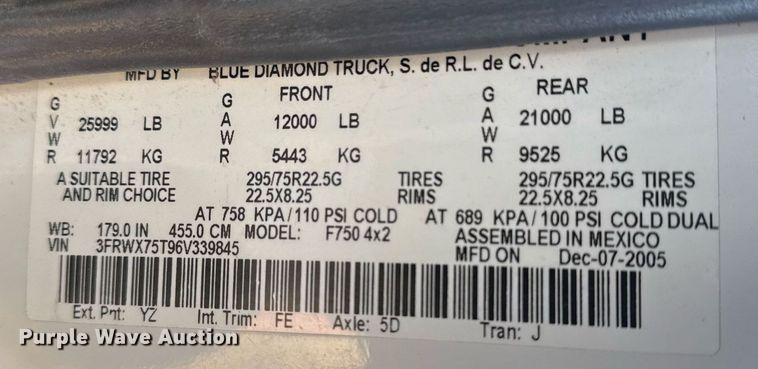 MFD BY BLUE DIAMOND TRUCK, S. de R.L. de C.V.
GVWR 25999 LB 11792 KG
FRONT GAWR 12000 LB 5443 KG
REAR GAWR 21000 LB 9525 KG
A SUITABLE TIRE 295/75R22.5G TIRES 295/75R22.5G TIRES
AND RIM CHOICE 22.5X8.25 RIMS 22.5X8.25 RIMS
AT 758 KPA/110 PSI COLD AT 689 KPA/100 PSI COLD DUAL
WB: 179.0 IN 455.0 CM MODEL: F750 4x2 ASSEMBLED IN MEXICO
VIN 3FRWX75T96V339845 MFD ON Dec-07-2005
Ext. Pnt: YZ Int. Trim: FE Axle: 5D Tran: J
Purple Wave Auction